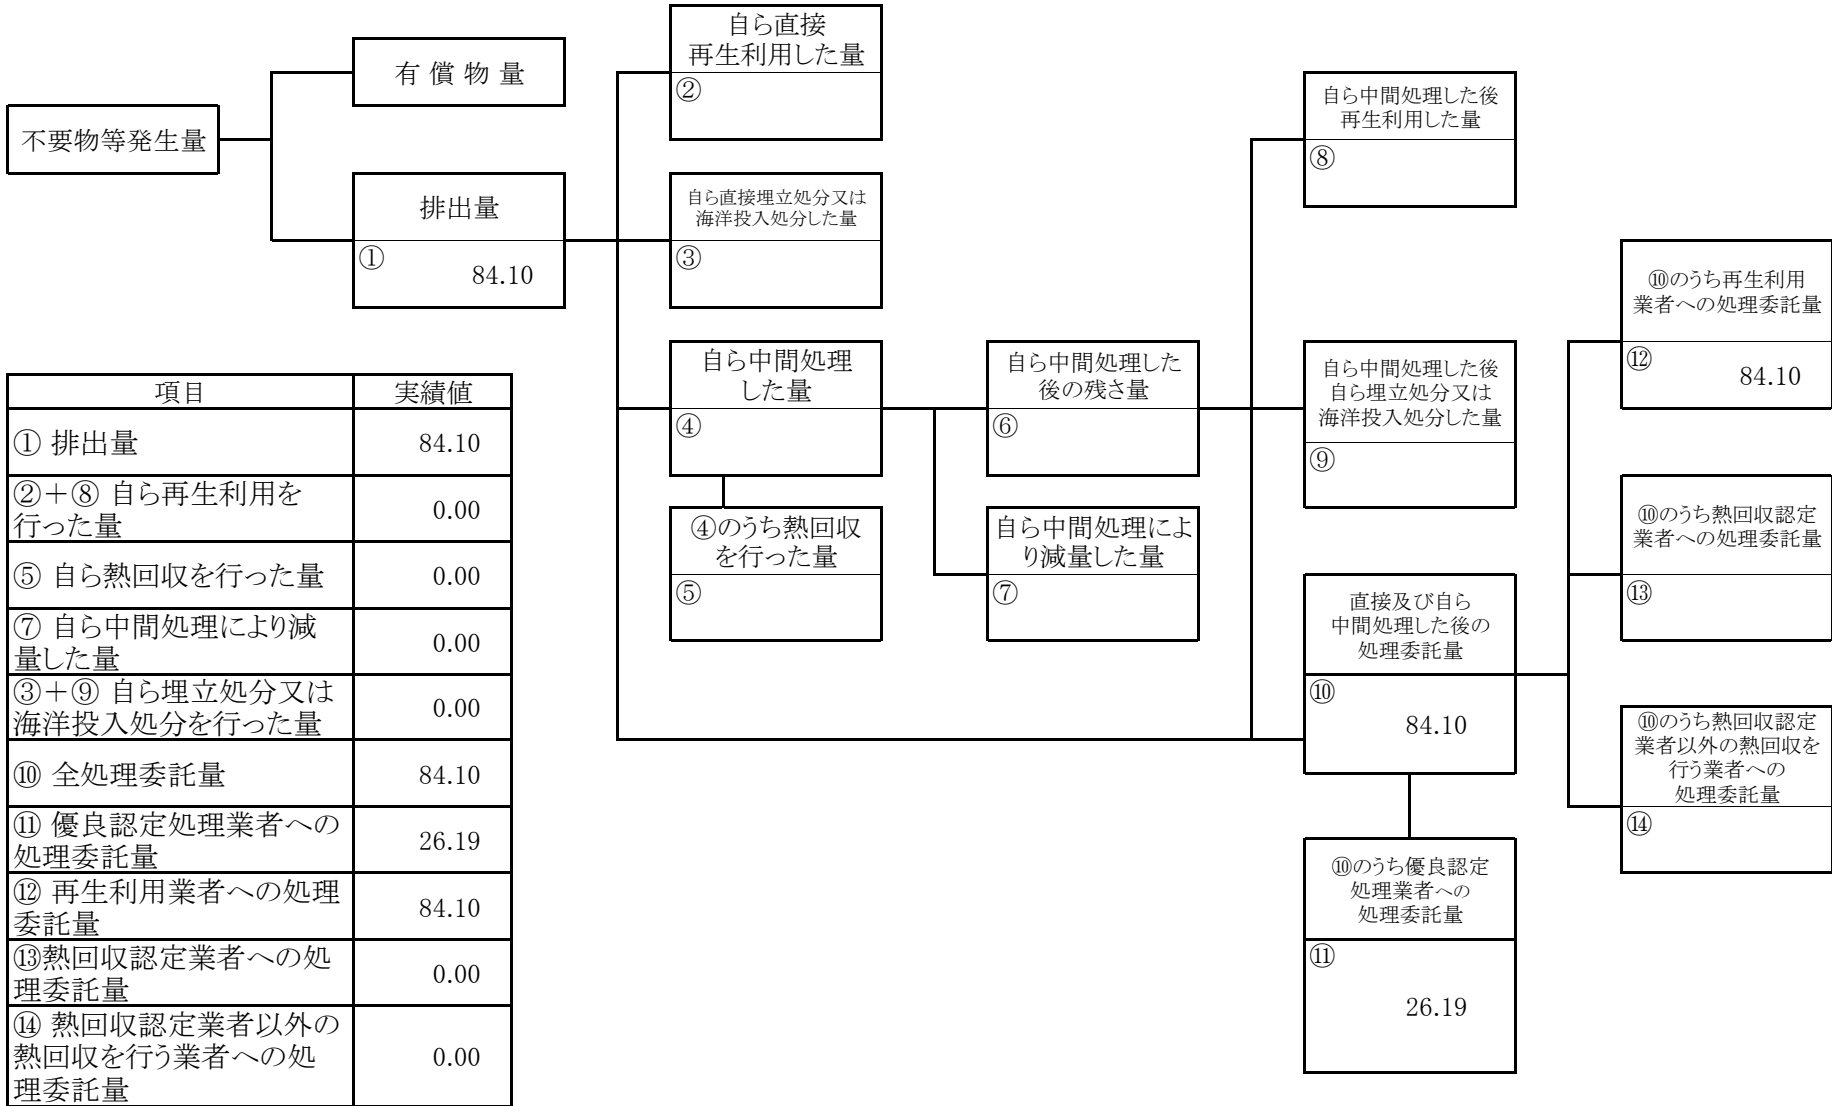 不要物等発生量
有 償 物 量
排出量
①
84.10
自ら直接
再生利用した量
②
自ら直接埋立処分又は
海洋投入処分した量
③
自ら中間処理
した量
④
④のうち熱回収
を行った量
⑤
自ら中間処理した
後の残さ量
⑥
自ら中間処理によ
り減量した量
⑦
自ら中間処理した後
再生利用した量
⑧
自ら中間処理した後
自ら埋立処分又は
海洋投入処分した量
⑨
直接及び自ら
中間処理した後の
処理委託量
⑩
84.10
⑩のうち優良認定
処理業者への
処理委託量
⑪
26.19
⑩のうち再生利用
業者への処理委託量
⑫
84.10
⑩のうち熱回収認定
業者への処理委託量
⑬
⑩のうち熱回収認定
業者以外の熱回収を
行う業者への
処理委託量
⑭
項目 実績値
① 排出量 84.10
②＋⑧ 自ら再生利用を
行った量 0.00
⑤ 自ら熱回収を行った量 0.00
⑦ 自ら中間処理により減
量した量 0.00
③＋⑨ 自ら埋立処分又は
海洋投入処分を行った量 0.00
⑩ 全処理委託量 84.10
⑪ 優良認定処理業者への
処理委託量 26.19
⑫ 再生利用業者への処理
委託量 84.10
⑬熱回収認定業者への処
理委託量 0.00
⑭ 熱回収認定業者以外の
熱回収を行う業者への処
理委託量 0.00